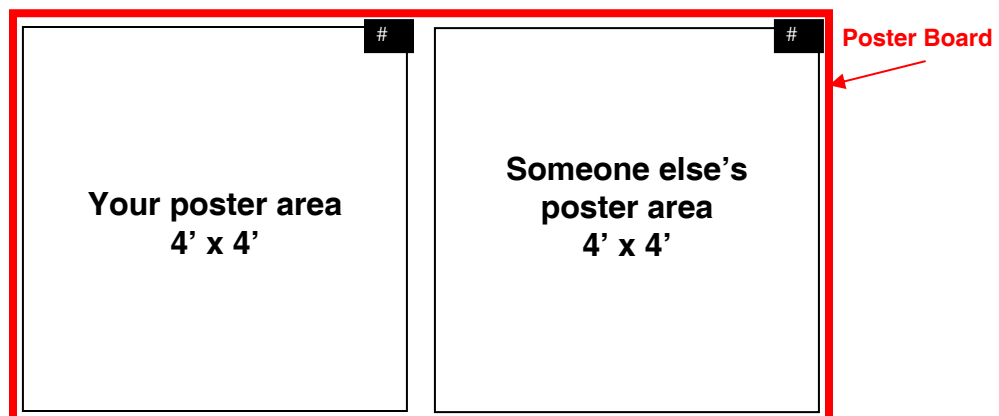 #
#
Poster Board
Your poster area
4’ x 4’
Someone else’s
poster area
4’ x 4’